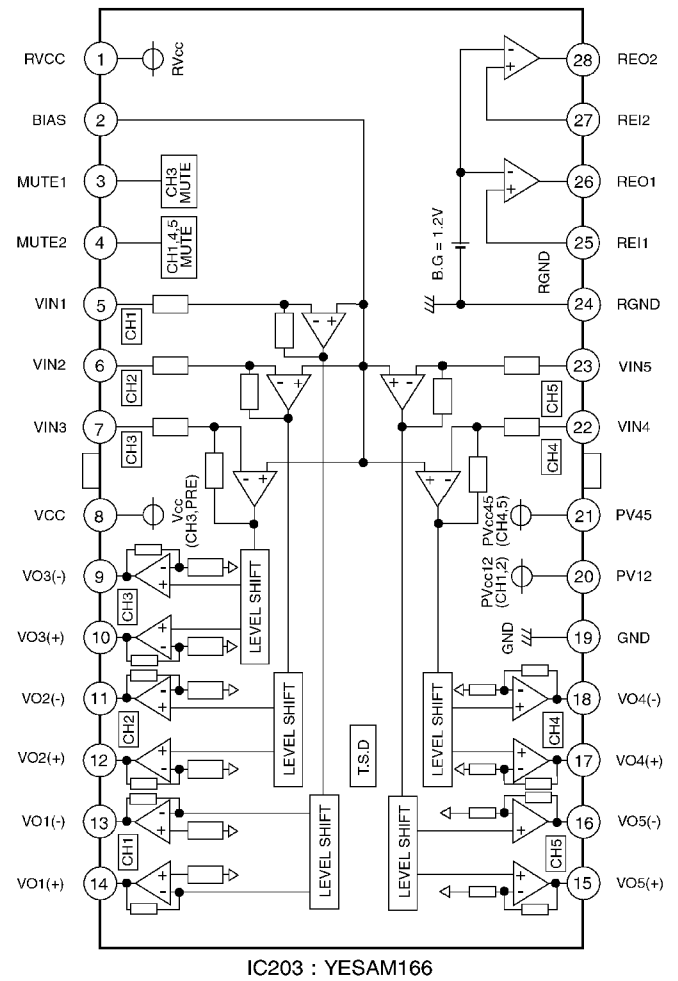 RVCC 1 RVcc
BIAS 2
MUTE1 3 CH3 MUTE
MUTE2 4 CH1,4,5 MUTE
VIN1 5 CH1
VIN2 6 CH2
VIN3 7 CH3
VCC 8 Vcc (CH3,PRE)
VO3(-) 9
CH3
VO3(+) 10
VO2(-) 11
CH2
VO2(+) 12
VO1(-) 13
CH1
VO1(+) 14
- + 
- +
- +
+ -
+ -
- +
+ -
- +
+ -
- +
- +
LEVEL SHIFT
LEVEL SHIFT
LEVEL SHIFT
T.S.D
LEVEL SHIFT
LEVEL SHIFT
- +
- +
B.G = 1.2V
RGND
28 REO2
27 REI2
26 REO1
25 REI1
24 RGND
23 VIN5
CH5
22 VIN4
CH4
21 PV45
PVcc45 (CH4,5)
20 PV12
PVcc12 (CH1,2)
19 GND
GND
18 VO4(-)
CH4
17 VO4(+)
16 VO5(-)
CH5
15 VO5(+)
+ -
+ -
+ -
+ -
- +
+ -
IC203 : YESAM166